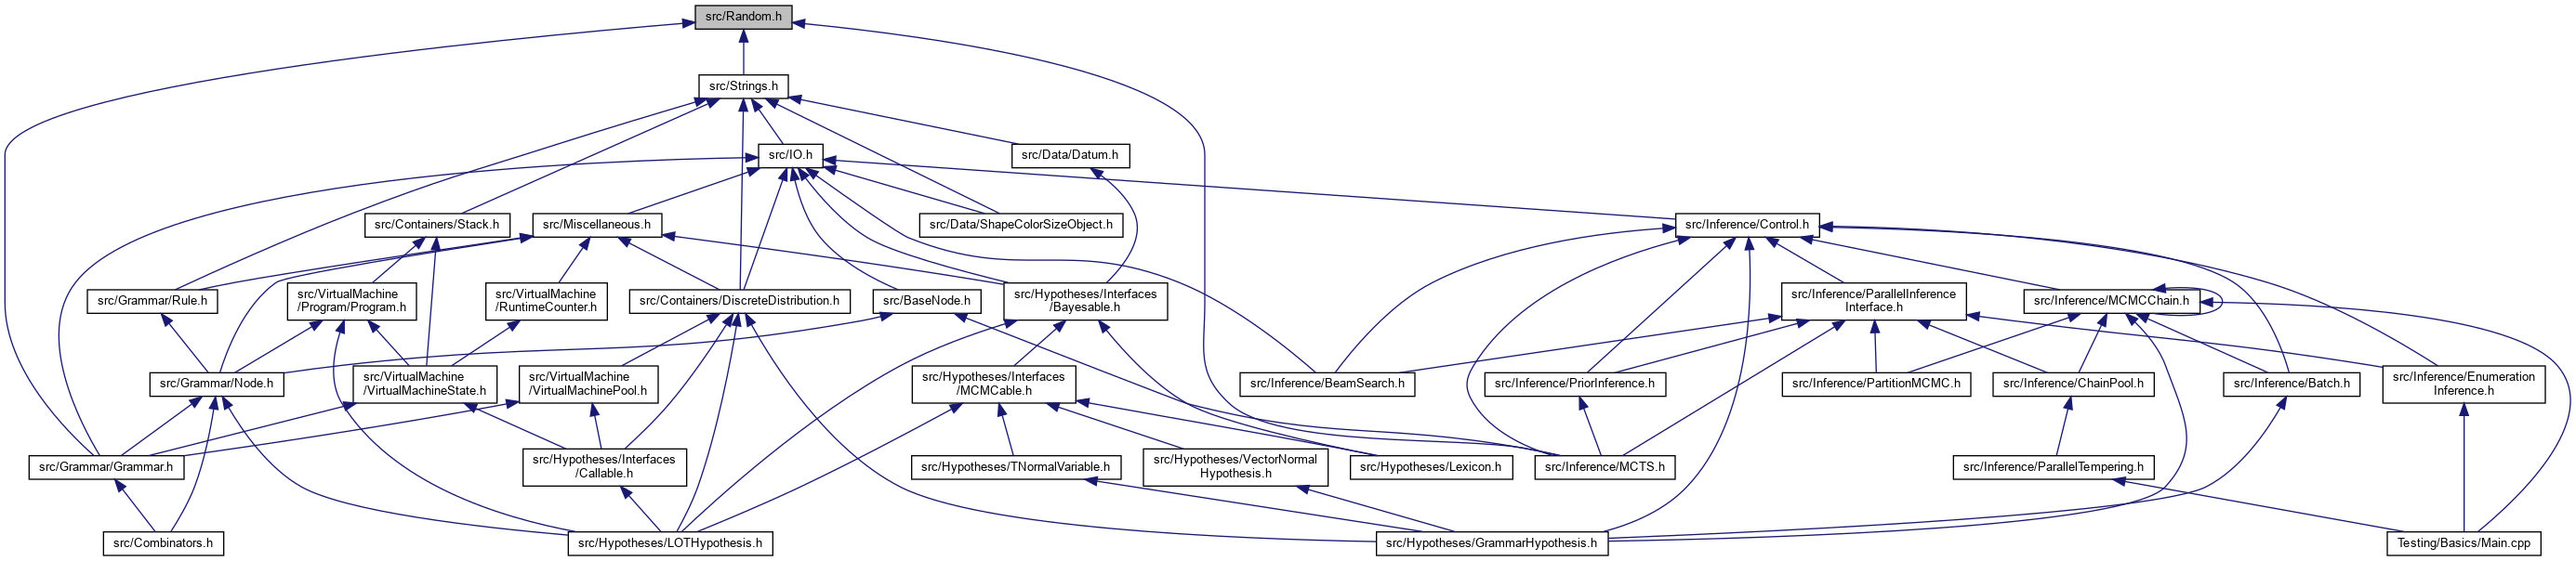 src/Random.h
src/Strings.h
src/IO.h
src/Data/Datum.h
src/Containers/Stack.h
src/Miscellaneous.h
src/Data/ShapeColorSizeObject.h
src/Inference/Control.h
src/Grammar/Rule.h
src/VirtualMachine
/Program/Program.h
src/VirtualMachine
/RuntimeCounter.h
src/Containers/DiscreteDistribution.h
src/BaseNode.h
src/Hypotheses/Interfaces
/Bayesable.h
src/Inference/ParallelInference
Interface.h
src/Inference/MCMCChain.h
src/Grammar/Node.h
src/VirtualMachine
/VirtualMachineState.h
src/VirtualMachine
/VirtualMachinePool.h
src/Hypotheses/Interfaces
/MCMCable.h
src/Inference/BeamSearch.h
src/Inference/PriorInference.h
src/Inference/PartitionMCMC.h
src/Inference/ChainPool.h
src/Inference/Batch.h
src/Inference/Enumeration
Inference.h
src/Grammar/Grammar.h
src/Hypotheses/Interfaces
/Callable.h
src/Hypotheses/TNormalVariable.h
src/Hypotheses/VectorNormal
Hypothesis.h
src/Hypotheses/Lexicon.h
src/Inference/MCTS.h
src/Inference/ParallelTempering.h
src/Combinators.h
src/Hypotheses/LOTHypothesis.h
src/Hypotheses/GrammarHypothesis.h
Testing/Basics/Main.cpp